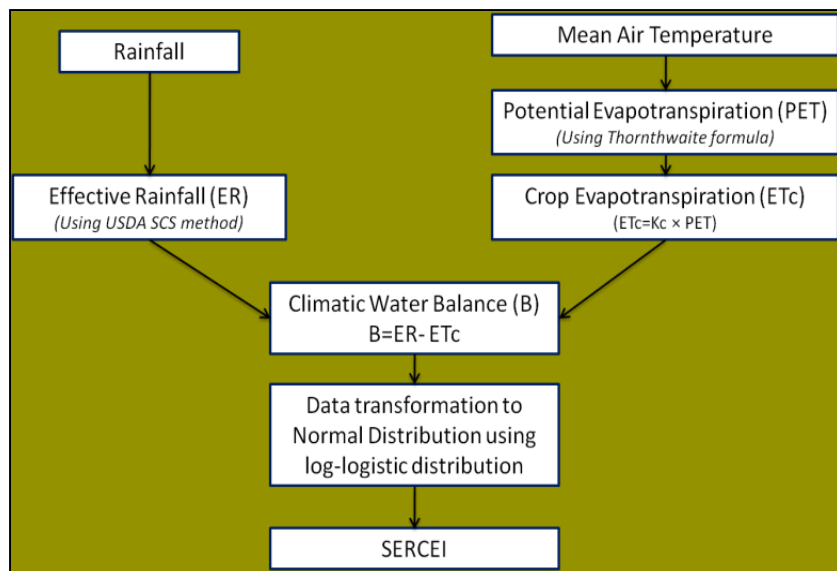 Rainfall
Mean Air Temperature
Potential Evapotranspiration (PET)
(Using Thornthwaite formula)
Effective Rainfall (ER)
(Using USDA SCS method)
Crop Evapotranspiration (ETc)
(ETc=Kc × PET)
Climatic Water Balance (B)
B=ER- ETc
Data transformation to
Normal Distribution using
log-logistic distribution
SERCEI